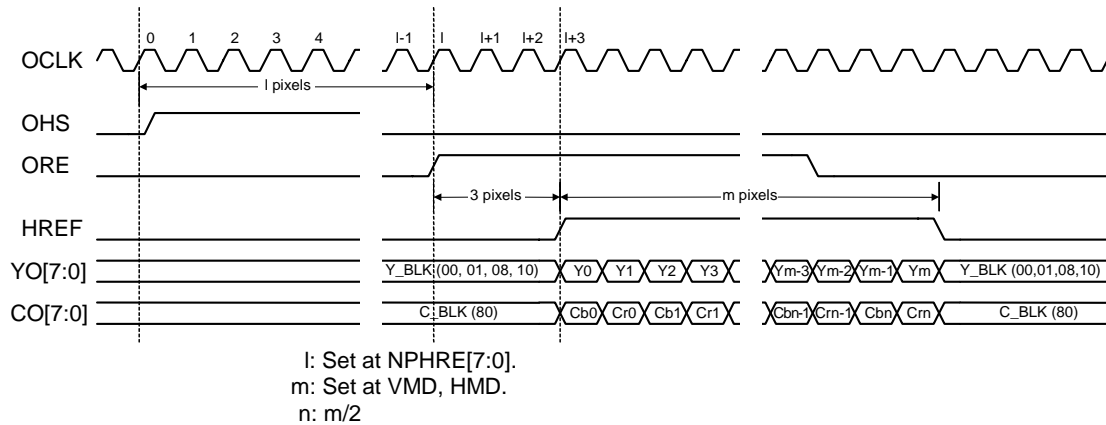 0 1 2 3 4 l-1 l l+1 l+2 l+3
OCLK
l pixels
OHS
ORE
3 pixels m pixels
HREF
YO[7:0] Y_BLK (00, 01, 08, 10) Y0 Y1 Y2 Y3 Ym-3 Ym-2 Ym-1 Ym Y_BLK (00,01,08,10)
CO[7:0] C_BLK (80) Cb0 Cr0 Cb1 Cr1 Cbn-1 Crn-1 Cbn Crn C_BLK (80)
l: Set at NPHRE[7:0].
m: Set at VMD, HMD.
n: m/2